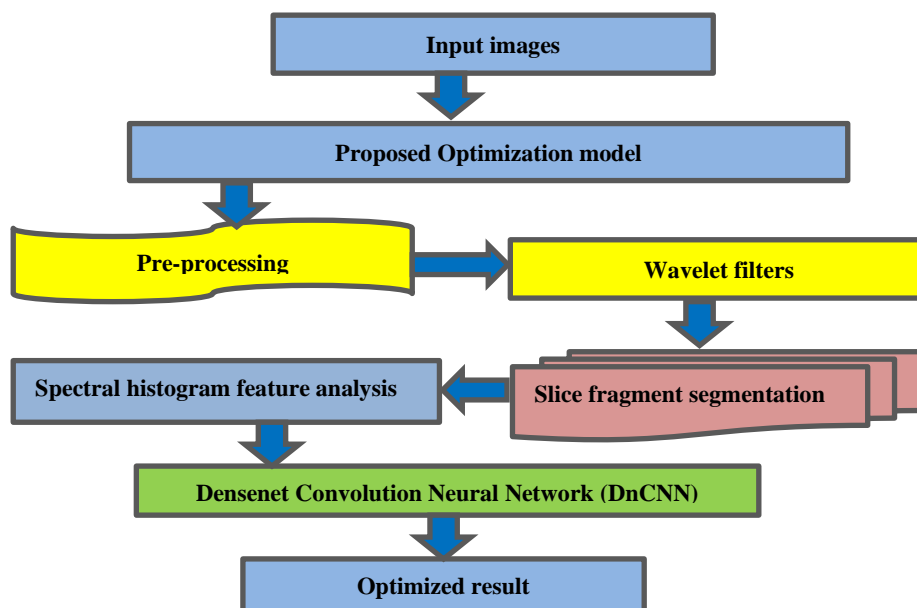 Input images
Proposed Optimization model
Pre-processing
Wavelet filters
Slice fragment segmentation
Spectral histogram feature analysis
Densenet Convolution Neural Network (DnCNN)
Optimized result